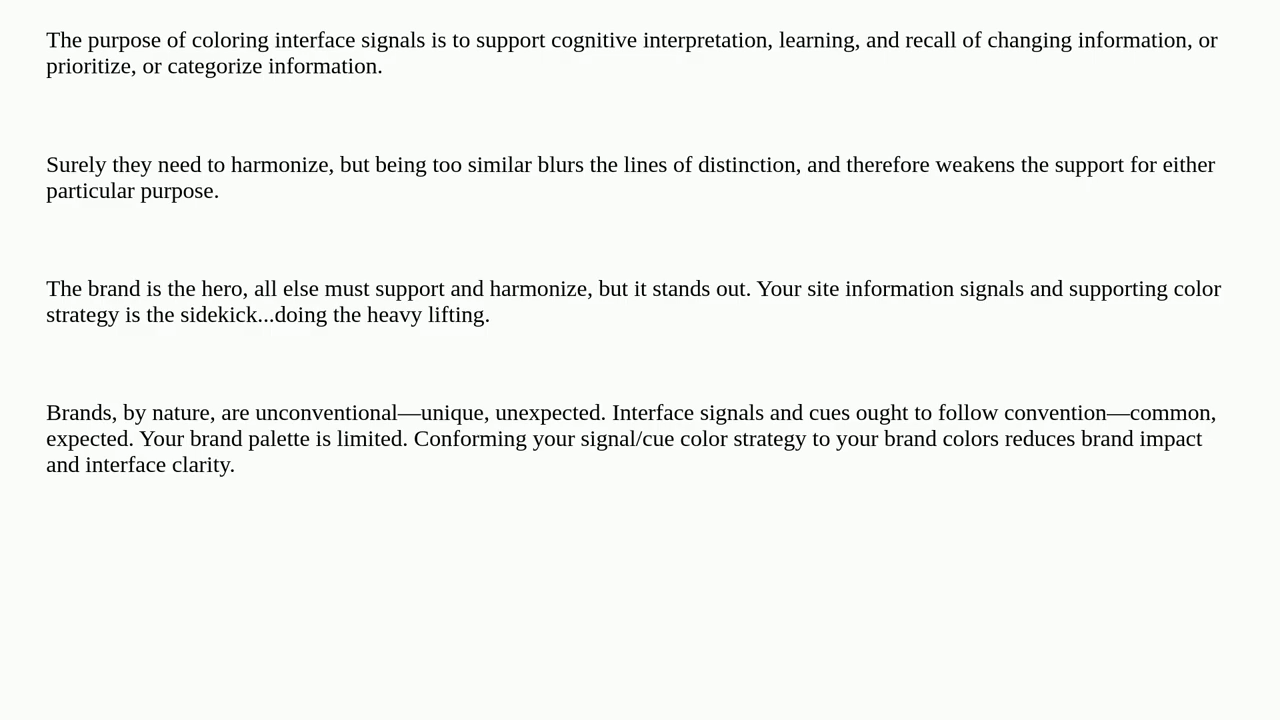 The purpose of coloring interface signals is to support cognitive interpretation, learning, and recall of changing information, or
prioritize, or categorize information.
Surely they need to harmonize, but being too similar blurs the lines of distinction, and therefore weakens the support for either
particular purpose.
The brand is the hero, all else must support and harmonize, but it stands out. Your site information signals and supporting color
strategy is the sidekick...doing the heavy lifting.
Brands, by nature, are unconventional—unique, unexpected. Interface signals and cues ought to follow convention—common,
expected. Your brand palette is limited. Conforming your signal/cue color strategy to your brand colors reduces brand impact
and interface clarity.